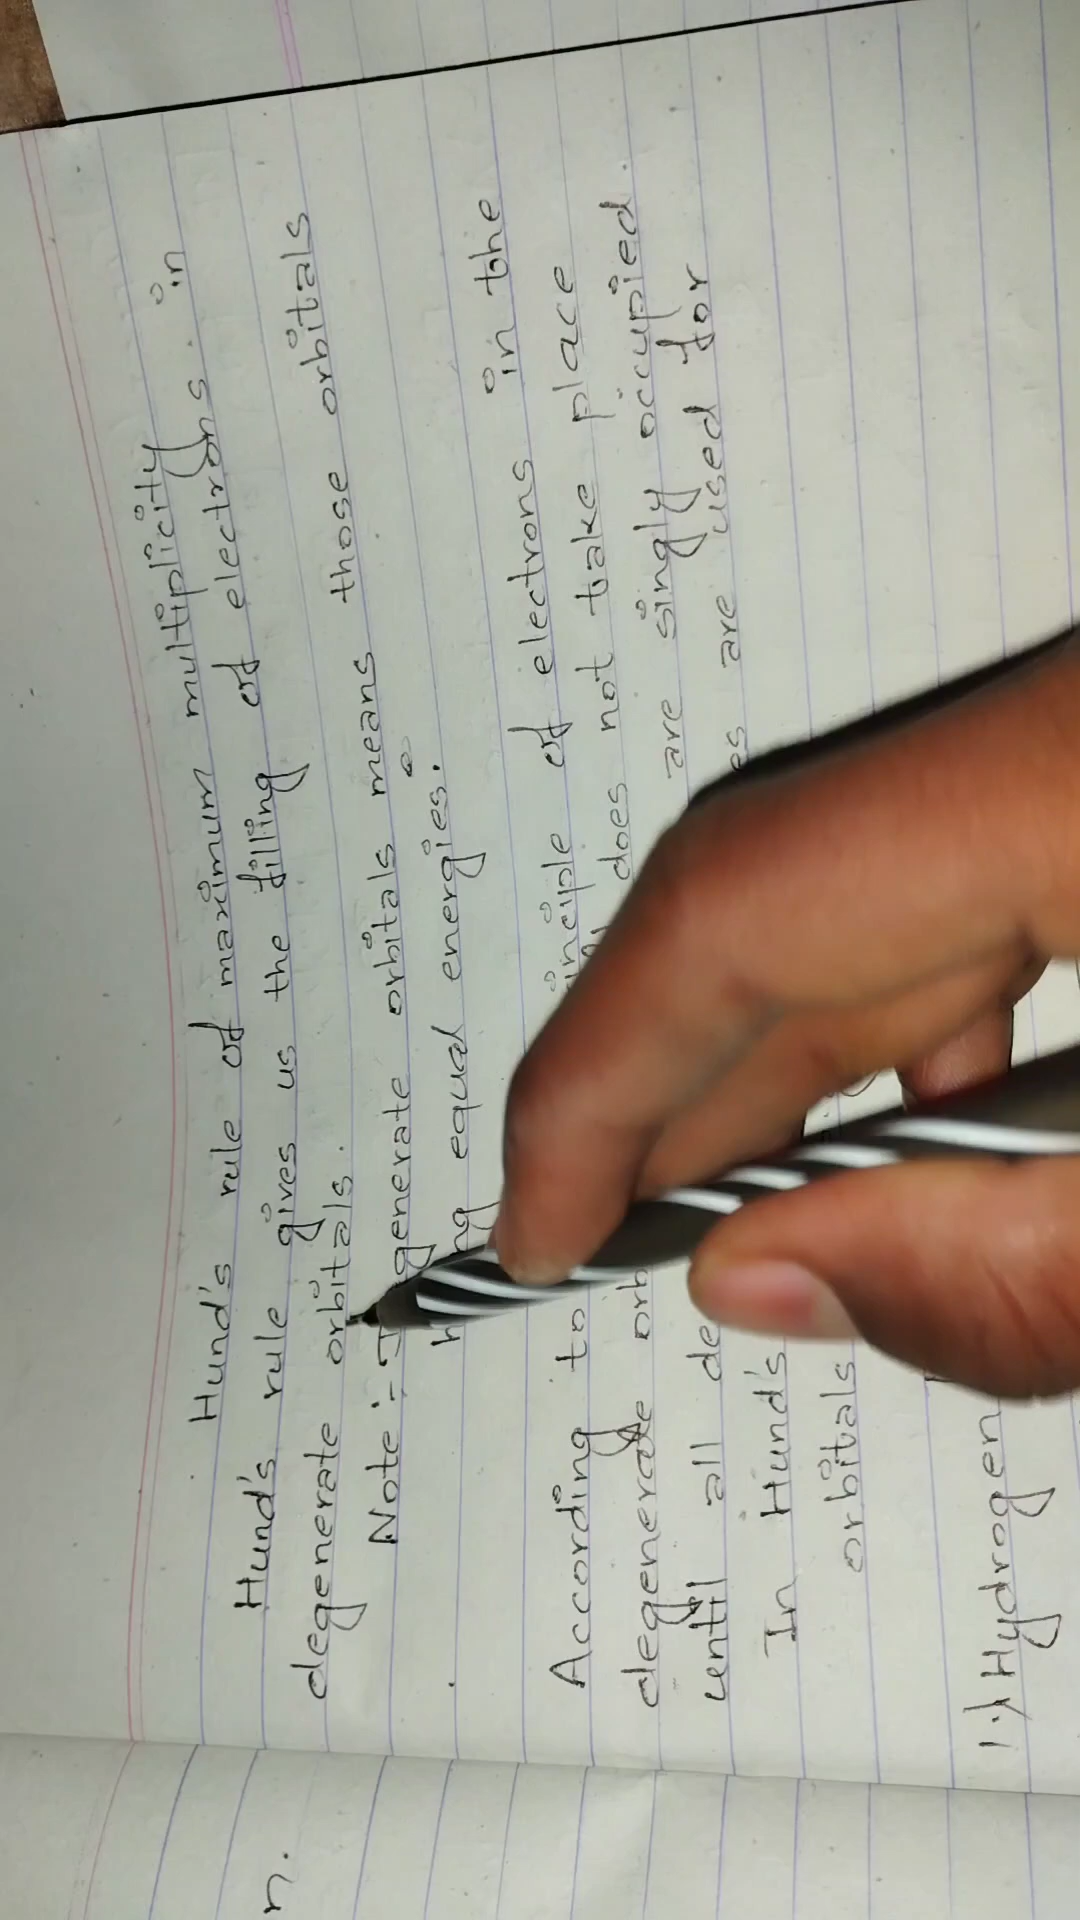 Hund's rule of maximum multiplicity
Hund's rule gives us the filling of electrons in
degenerate orbitals.
Note :- orbitals means those orbitals
equal energies.
According to of electrons in the
degenerate does not take place
until all are singly occupied.
In Hund's are used for
orbitals
1.) Hydrogen
n.